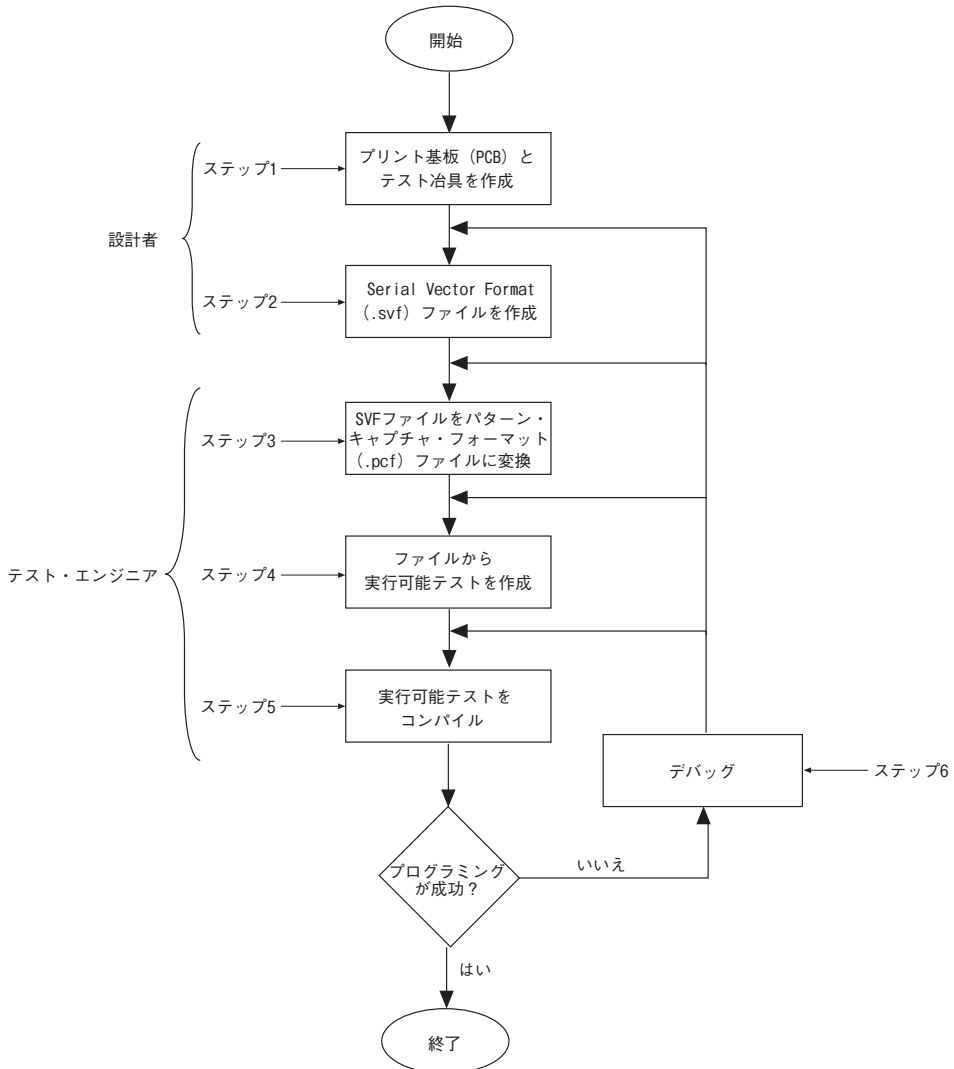 開始
ステップ1
プリント基板（PCB）と
テスト冶具を作成
設計者
ステップ2
Serial Vector Format
（.svf）ファイルを作成
ステップ3
SVFファイルをパターン・
キャプチャ・フォーマット
（.pcf）ファイルに変換
テスト・エンジニア
ステップ4
ファイルから
実行可能テストを作成
ステップ5
実行可能テストを
コンパイル
デバッグ
ステップ6
プログラミング
が成功？
いいえ
はい
終了